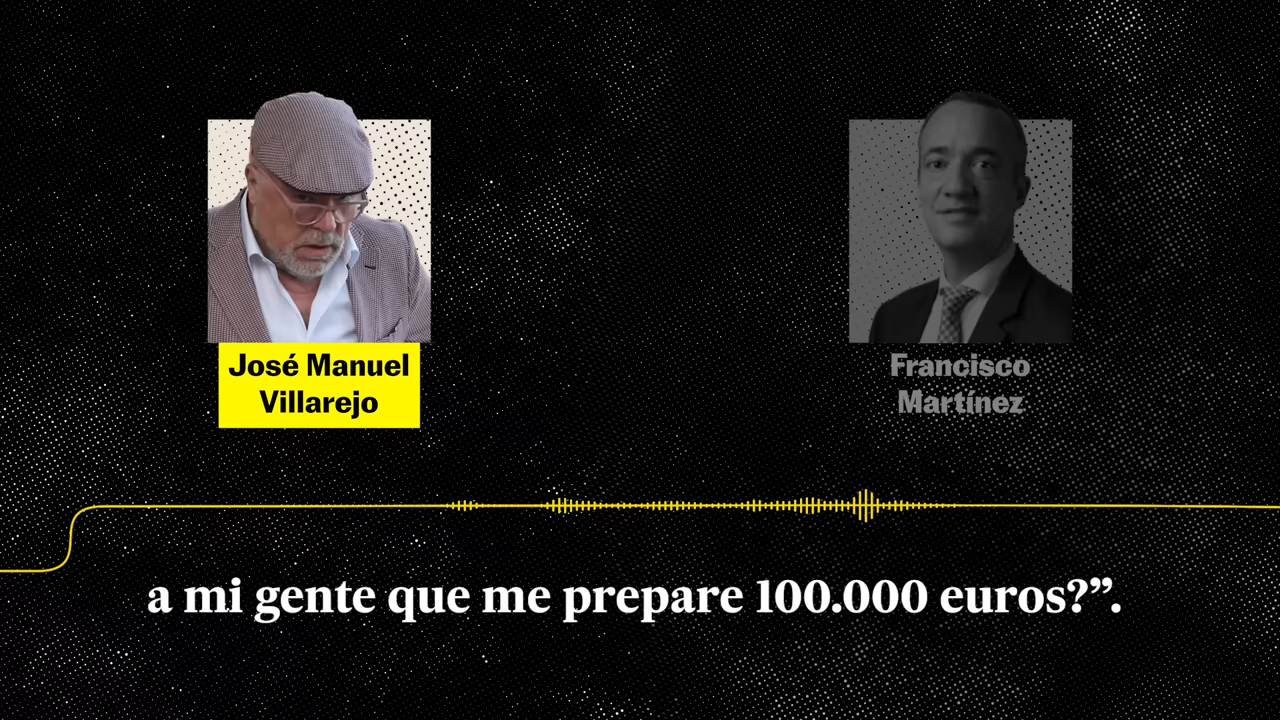 José Manuel
Villarejo
Francisco
Martínez
a mi gente que me prepare 100.000 euros?”.